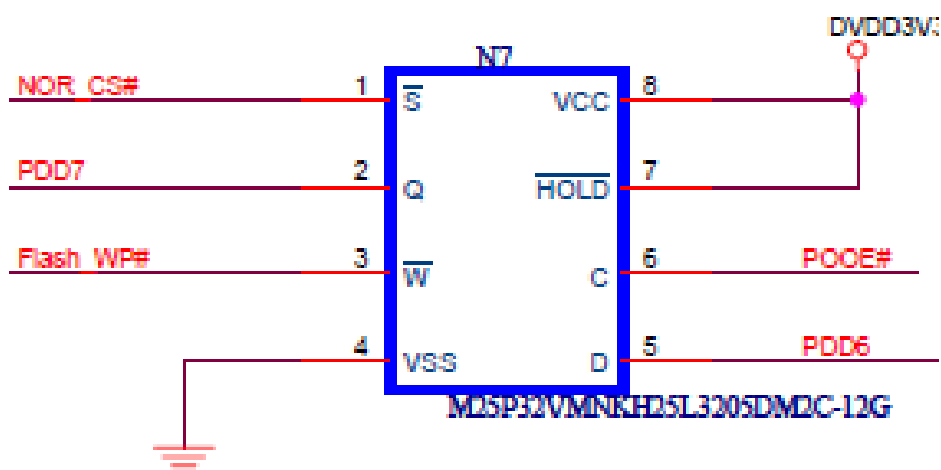 DVDD3V3
N7
NOR_CS# 1 S VCC 8
PDD7 2 Q HOLD 7
Flash_WP# 3 W C 6 POOE#
4 VSS D 5 PDD6
M25P32VMNKH25L3205DM2C-12G